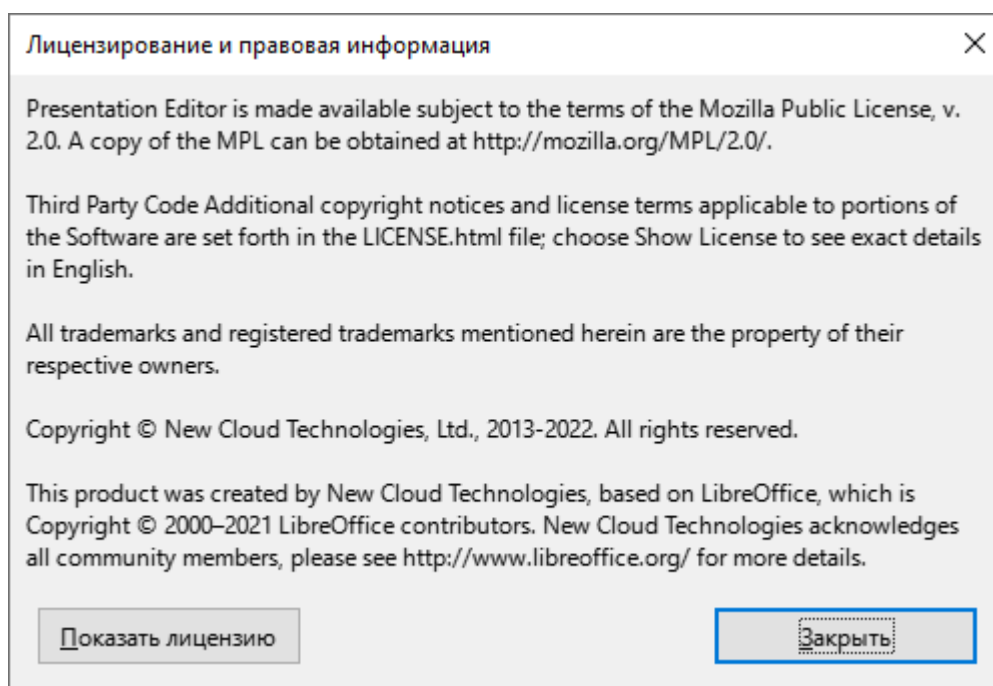 Лицензирование и правовая информация
Presentation Editor is made available subject to the terms of the Mozilla Public License, v.
2.0. A copy of the MPL can be obtained at http://mozilla.org/MPL/2.0/.
Third Party Code Additional copyright notices and license terms applicable to portions of
the Software are set forth in the LICENSE.html file; choose Show License to see exact details
in English.
All trademarks and registered trademarks mentioned herein are the property of their
respective owners.
Copyright © New Cloud Technologies, Ltd., 2013-2022. All rights reserved.
This product was created by New Cloud Technologies, based on LibreOffice, which is
Copyright © 2000–2021 LibreOffice contributors. New Cloud Technologies acknowledges
all community members, please see http://www.libreoffice.org/ for more details.
Показать лицензию
Закрыть